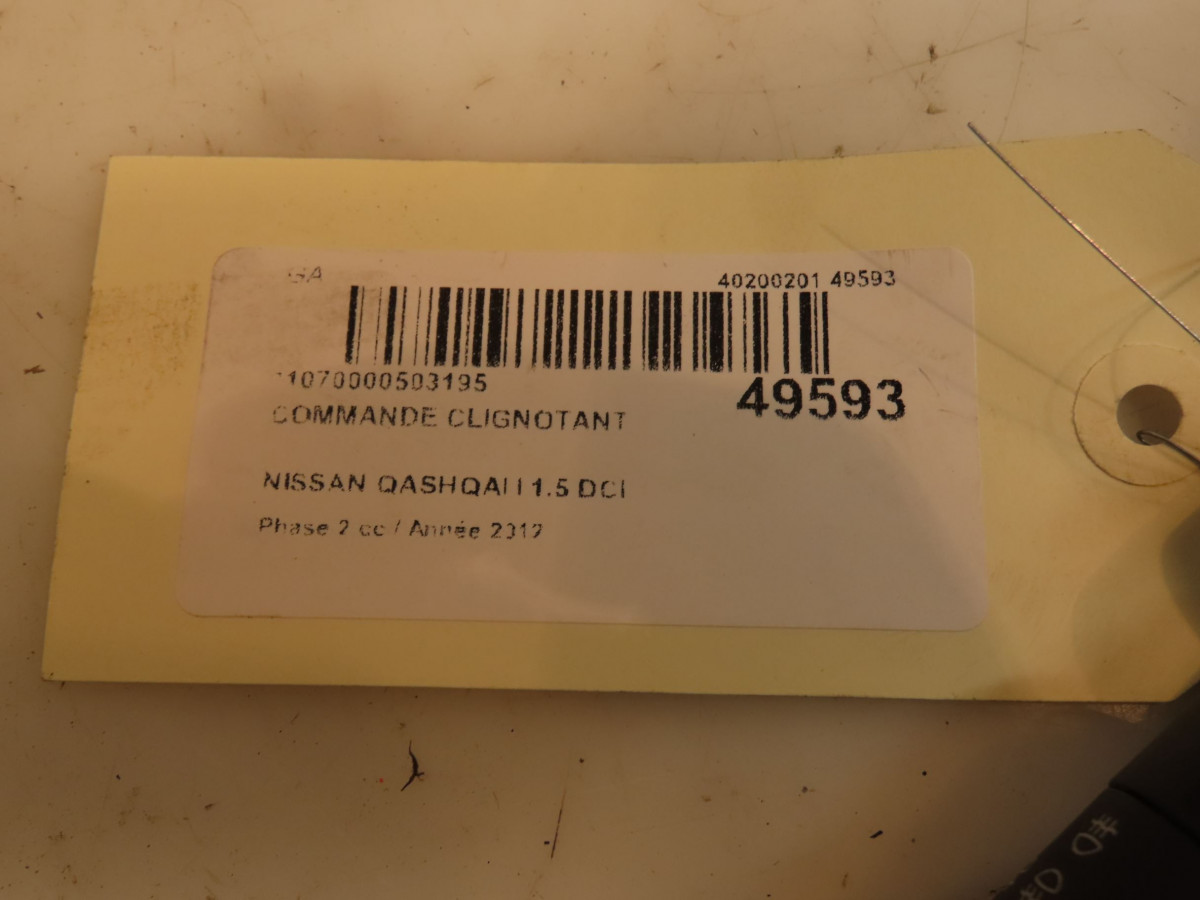 GA
40200201 49593
11070000503195
49593
COMMANDE CLIGNOTANT
NISSAN QASHQAI I 1.5 DCI
Phase 2 cc / Année 2012